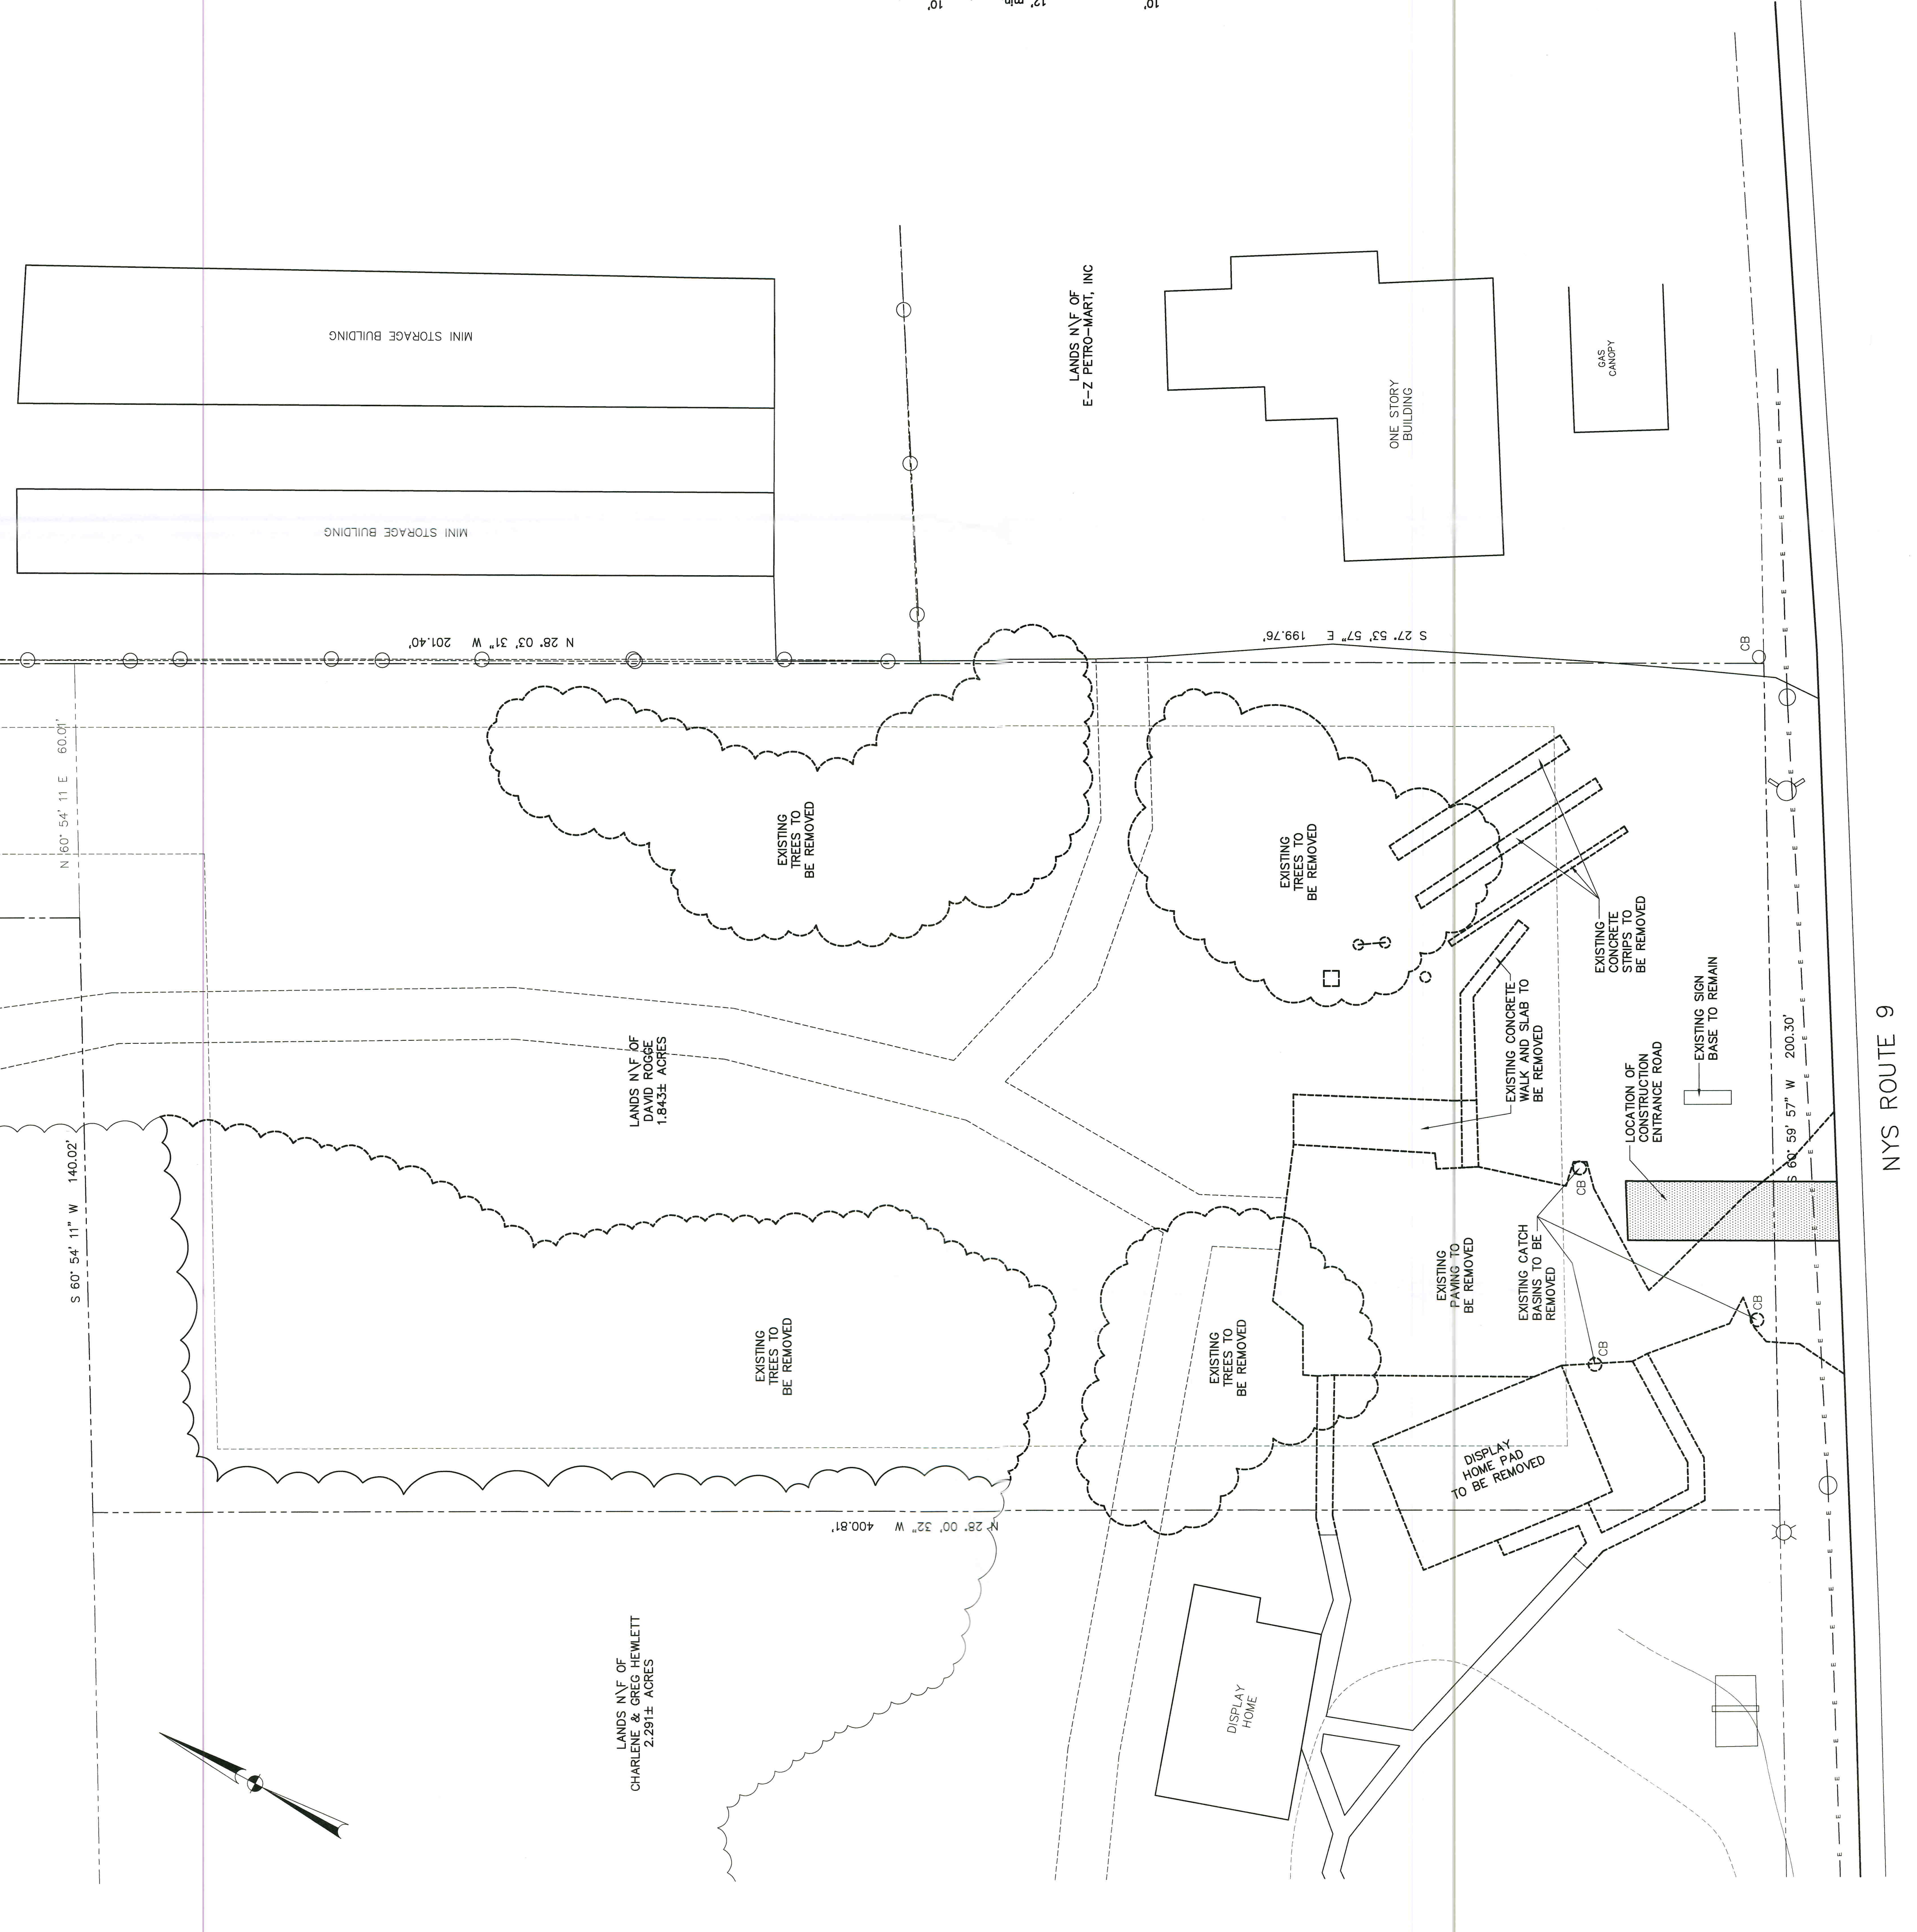 10'
12' min
10'
MINI STORAGE BUILDING
MINI STORAGE BUILDING
LANDS N\F OF
E-Z PETRO-MART, INC
ONE STORY
BUILDING
GAS
CANOPY
N 28° 03' 31" W 201.40'
S 27° 53' 57" E 199.76'
CB
N 60° 54' 11 E 60.01'
EXISTING
TREES TO
BE REMOVED
EXISTING
TREES TO
BE REMOVED
EXISTING
CONCRETE
STRIPS TO
BE REMOVED
LANDS N\F OF
DAVID ROGGE
1.843± ACRES
EXISTING CONCRETE
WALK AND SLAB TO
BE REMOVED
EXISTING SIGN
BASE TO REMAIN
LOCATION OF
CONSTRUCTION
ENTRANCE ROAD
S 60° 59' 57" W 200.30'
NYS ROUTE 9
S 60° 54' 11" W 140.02'
CB
EXISTING
TREES TO
BE REMOVED
EXISTING
TREES TO
BE REMOVED
EXISTING
PAVING TO
BE REMOVED
EXISTING CATCH
BASINS TO BE
REMOVED
CB
CB
DISPLAY
HOME PAD
TO BE REMOVED
N 28° 00' 32" W 400.81'
LANDS N\F OF
CHARLENE & GREG HEWLETT
2.291± ACRES
DISPLAY
HOME
E E E E E E E E E E E E E E E E E E E E E E E E E E E E E E